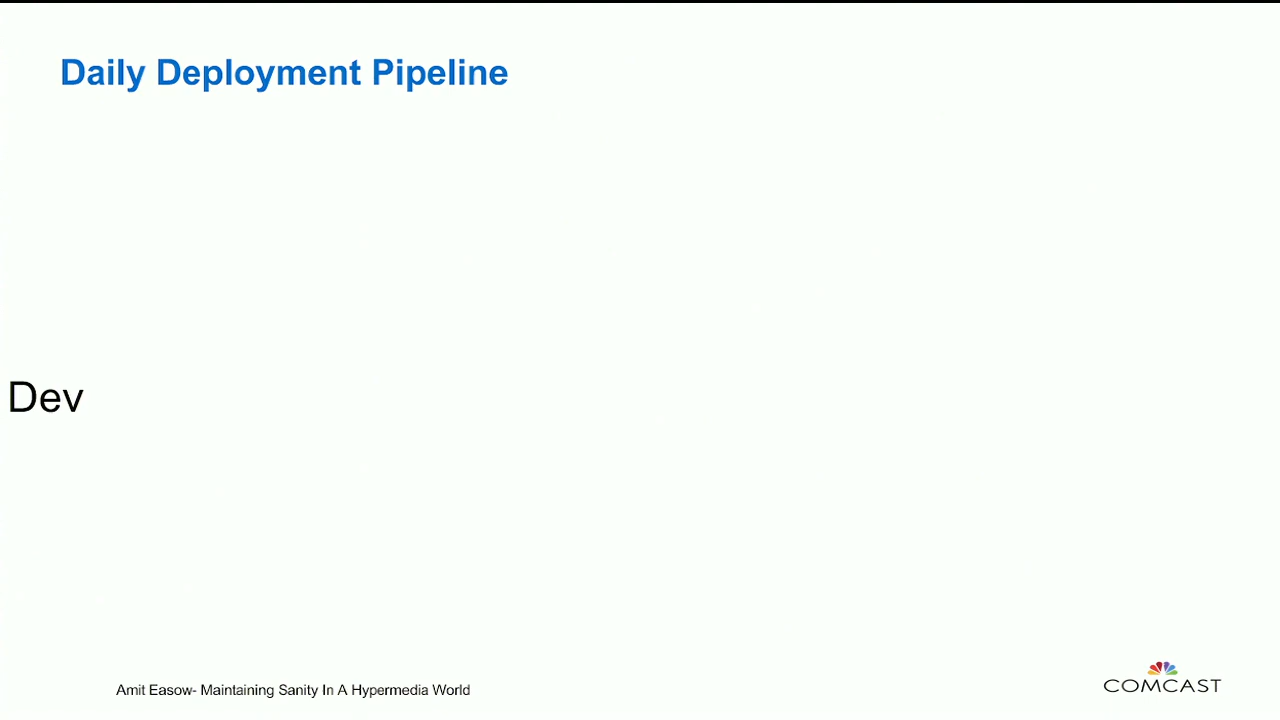 Daily Deployment Pipeline
Dev
Amit Easow- Maintaining Sanity In A Hypermedia World
COMCAST